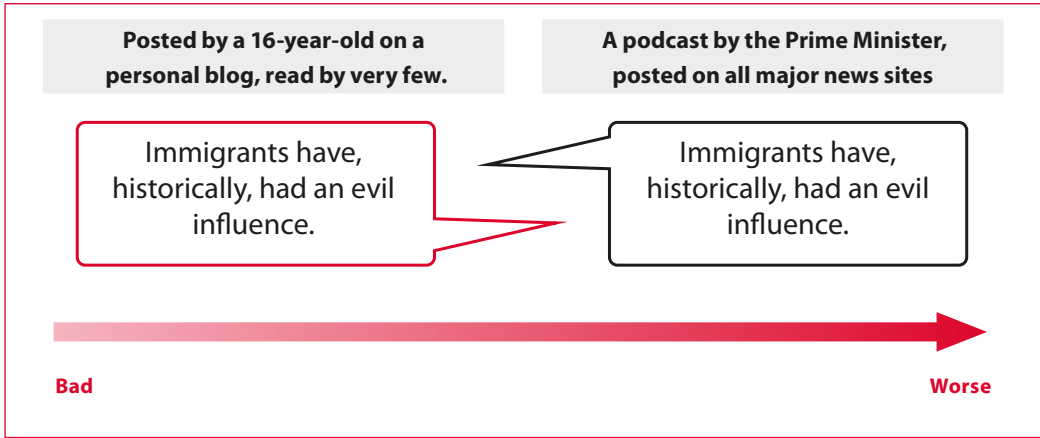 Posted by a 16-year-old on a
personal blog, read by very few.
A podcast by the Prime Minister,
posted on all major news sites
Immigrants have,
historically, had an evil
influence.
Immigrants have,
historically, had an evil
influence.
Bad
Worse